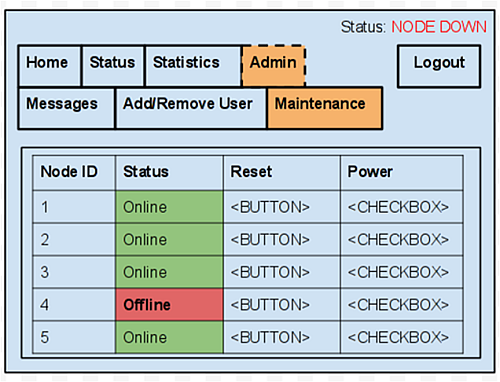 Status: NODE DOWN
Home Status Statistics Admin Logout
Messages Add/Remove User Maintenance
Node ID Status Reset Power
1 Online <BUTTON> <CHECKBOX>
2 Online <BUTTON> <CHECKBOX>
3 Online <BUTTON> <CHECKBOX>
4 Offline <BUTTON> <CHECKBOX>
5 Online <BUTTON> <CHECKBOX>